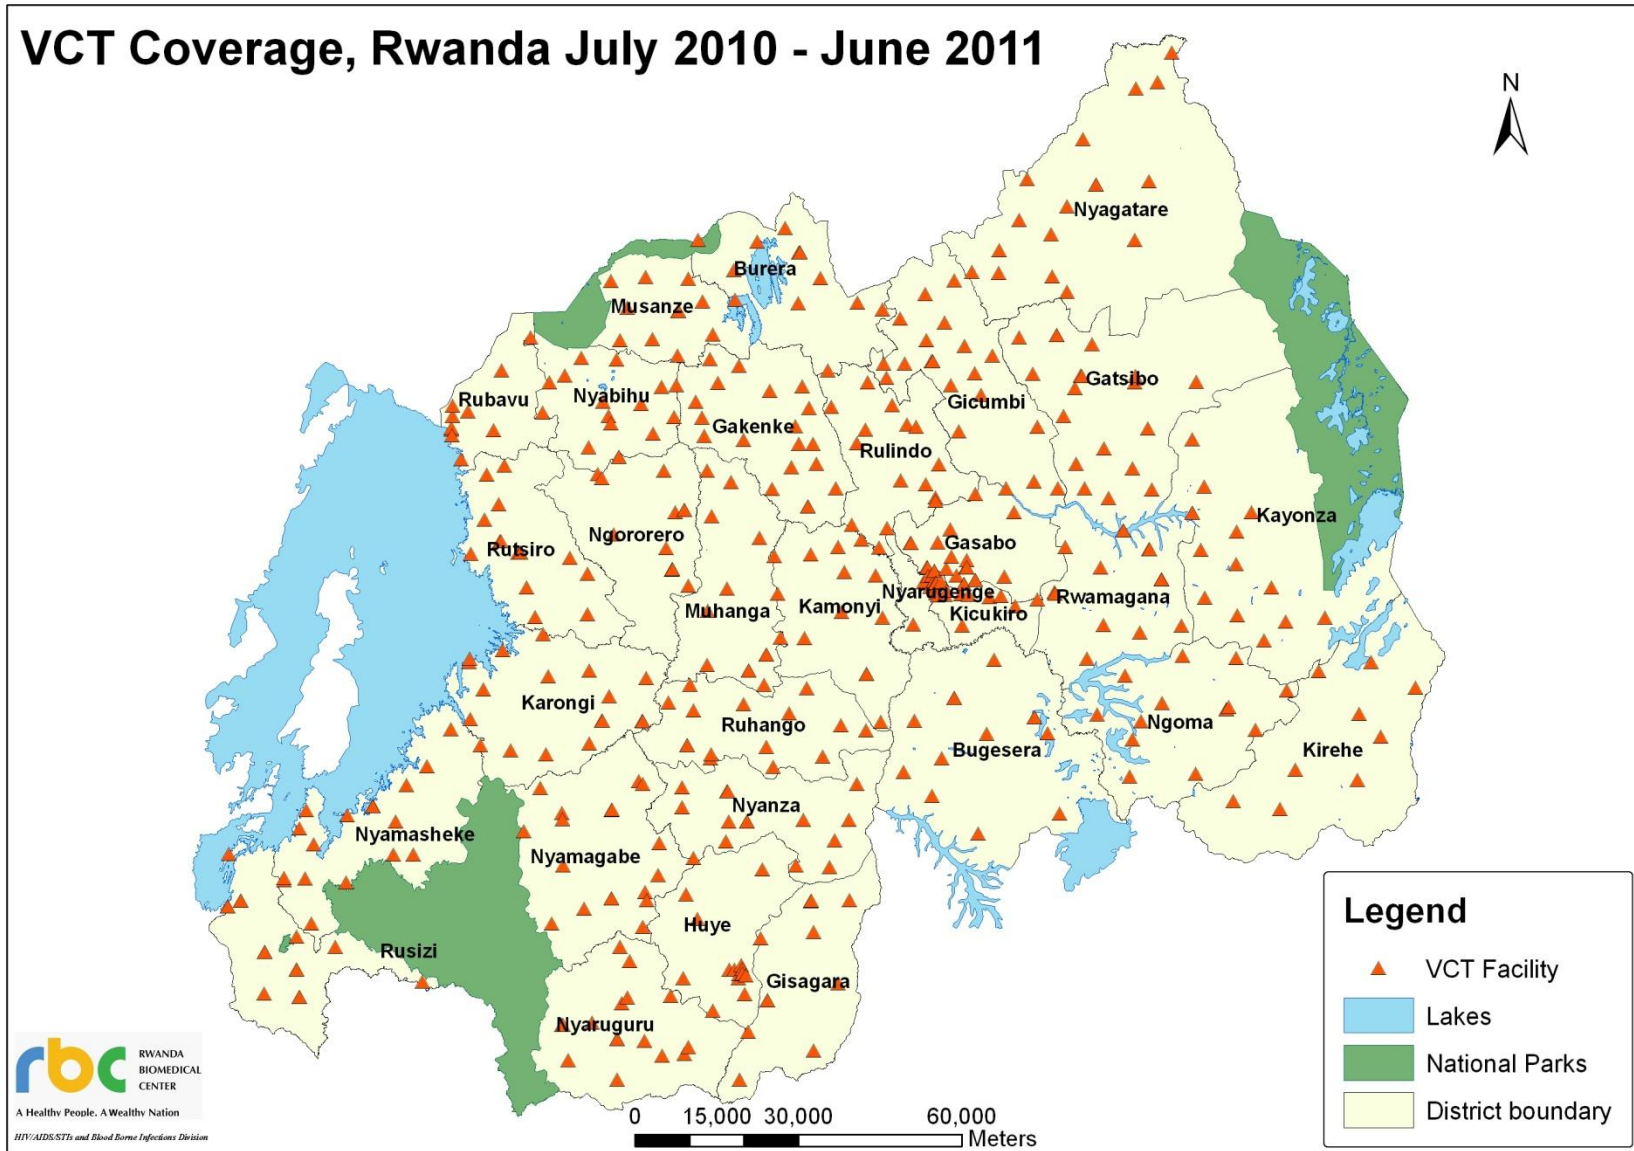 VCT Coverage, Rwanda July 2010 - June 2011
N
Nyagatare
Burera
Musanze
Gatsibo
Rubavu
Nyabihu
Gicumbi
Gakenke
Rulindo
Kayonza
Ngororero
Rutsiro
Gasabo
Nyarugenge
Rwamagana
Muhanga
Kamonyi
Kicukiro
Karongi
Ruhango
Ngoma
Bugesera
Kirehe
Nyanza
Nyamasheke
Nyamagabe
Huye
Rusizi
Gisagara
Nyaruguru
Legend
VCT Facility
Lakes
National Parks
District boundary
rbc
RWANDA
BIOMEDICAL
CENTER
A Healthy People. A Wealthy Nation
HIV/AIDS/STIs and Blood Borne Infections Division
0 15,000 30,000 60,000
Meters